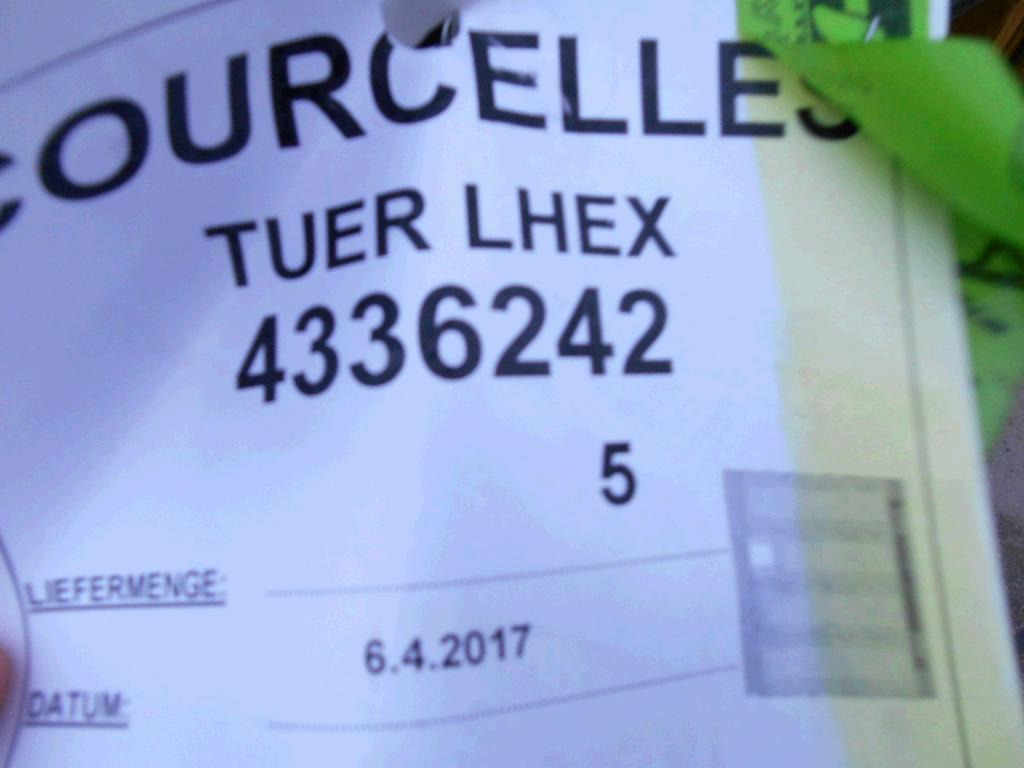 COURCELLES
TUER LHEX
4336242
5
LIEFERMENGE:
6.4.2017
DATUM: